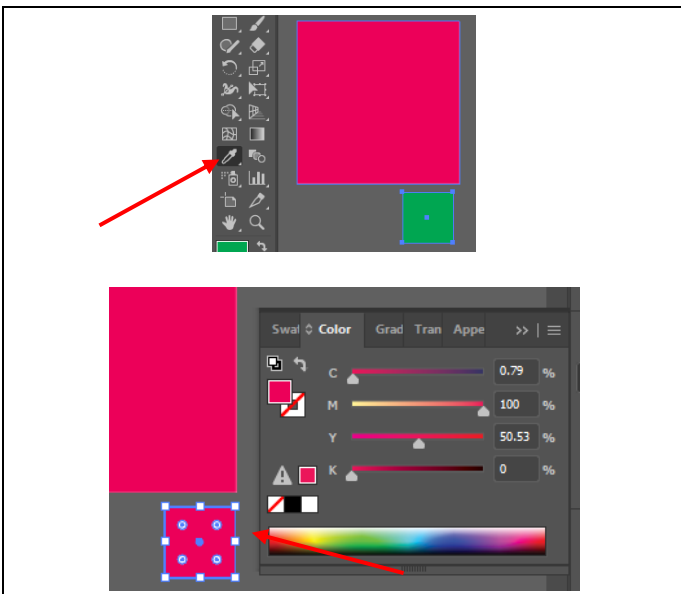 Swat Color Grad Tran Appe
C 0.79 %
M 100 %
Y 50.53 %
K 0 %